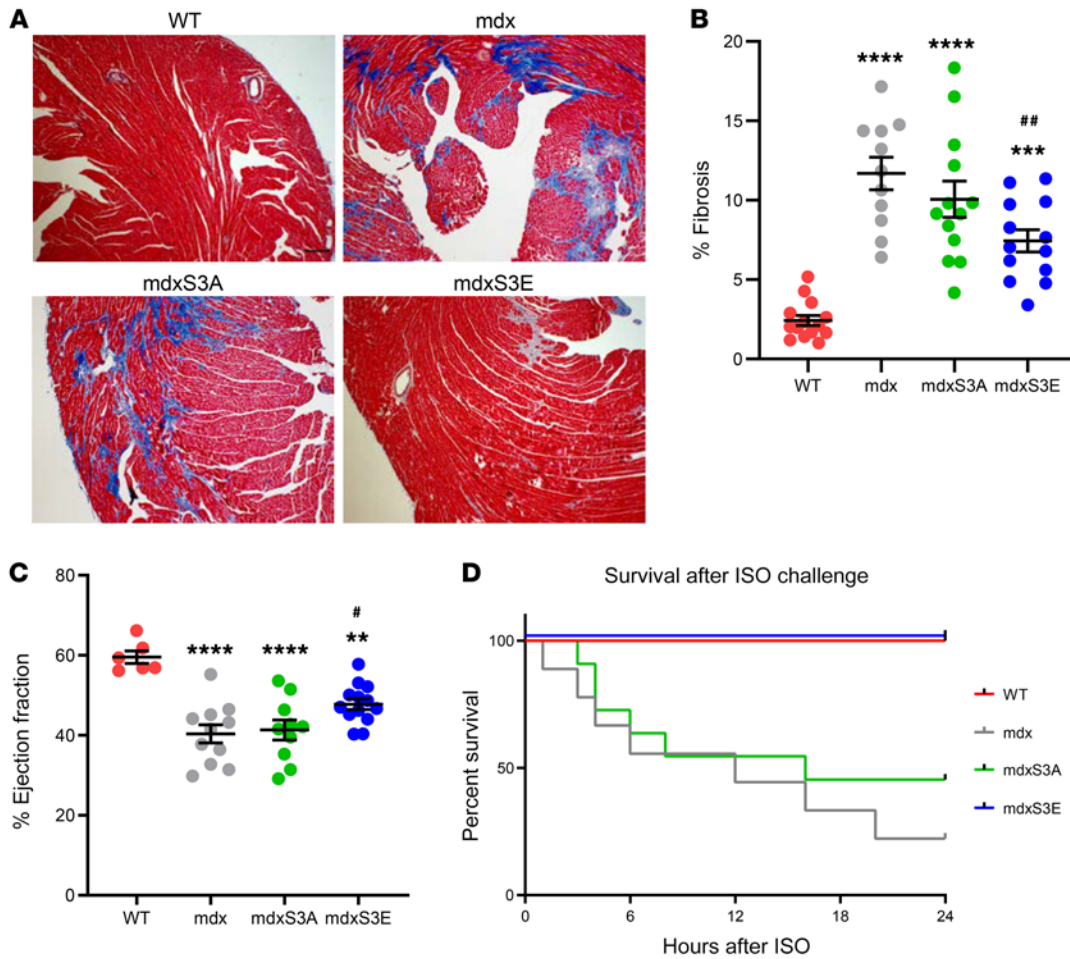 A
WT
mdx
mdxS3A
mdxS3E
B
% Fibrosis
20
15
10
5
0
****
****
##
***
WT
mdx
mdxS3A
mdxS3E
C
% Ejection fraction
80
60
40
20
0
****
****
#
**
WT
mdx
mdxS3A
mdxS3E
D
Survival after ISO challenge
Percent survival
100
50
0
0
6
12
18
24
Hours after ISO
WT
mdx
mdxS3A
mdxS3E